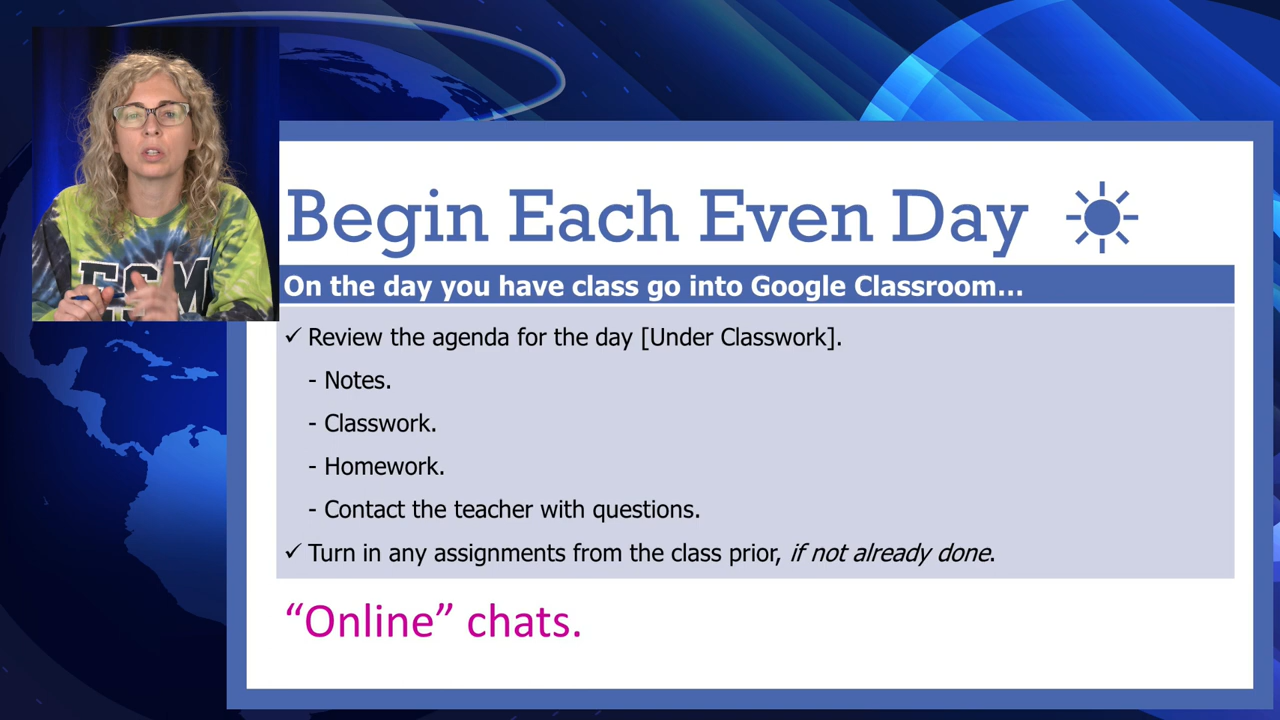 Begin Each Even Day
On the day you have class go into Google Classroom...
✓ Review the agenda for the day [Under Classwork].
- Notes.
- Classwork.
- Homework.
- Contact the teacher with questions.
✓ Turn in any assignments from the class prior, if not already done.
“Online” chats.